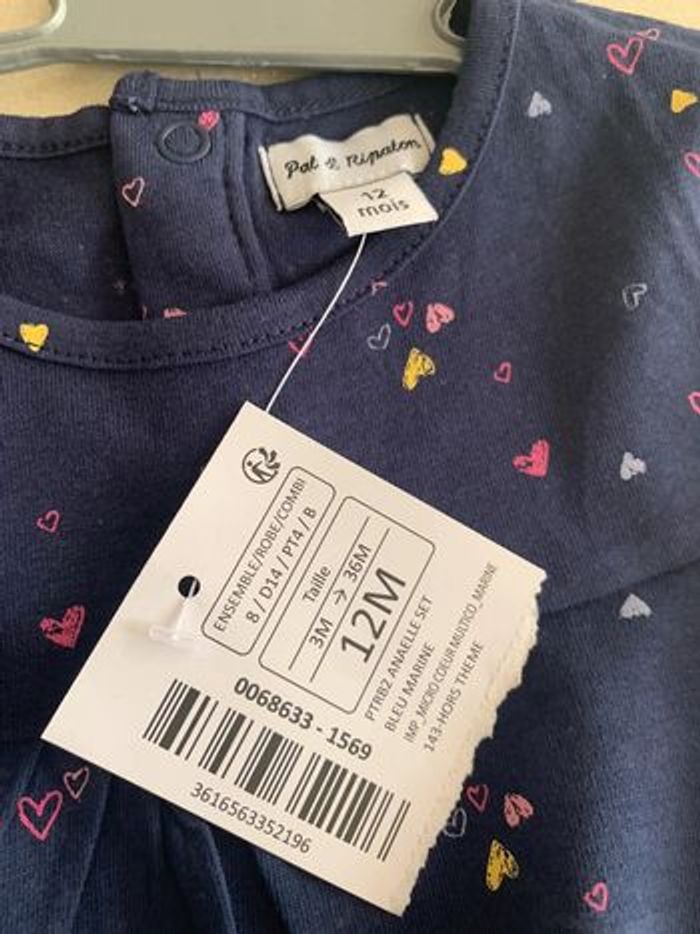 Pat et Ripaton
12
mois
ENSEMBLE/ROBE/COMBI
8 / D14 / PT4 / B
Taille
3M → 36M
12M
PTRB2 ANAELLE SET
BLEU MARINE
IMP_MICRO COEUR MULTICO_MARINE
143-HORS THEME
0068633 - 1569
3616563352196